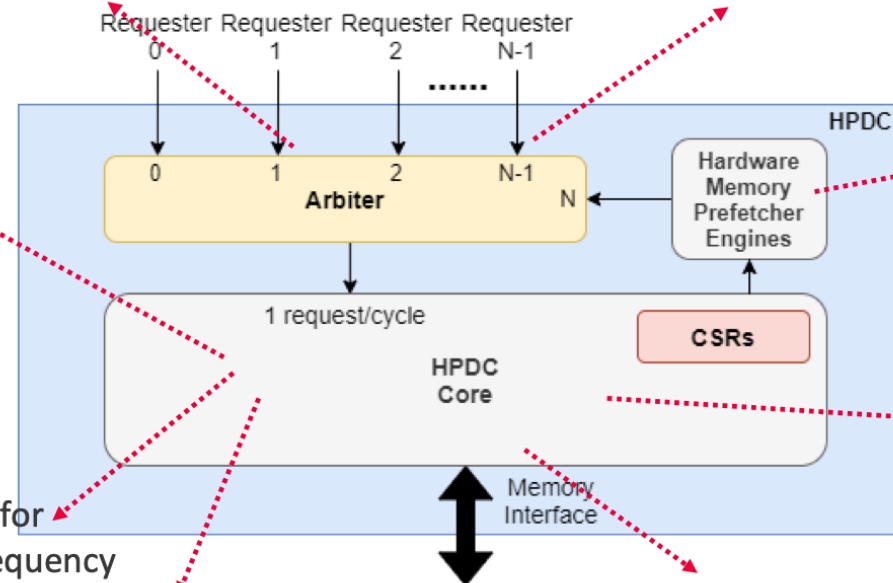 Requester Requester Requester Requester
0 1 2 N-1
......
HPDC
0 1 2 N-1
Arbiter
N
Hardware
Memory
Prefetcher
Engines
1 request/cycle
CSRs
HPDC
Core
Memory
Interface
for
equency